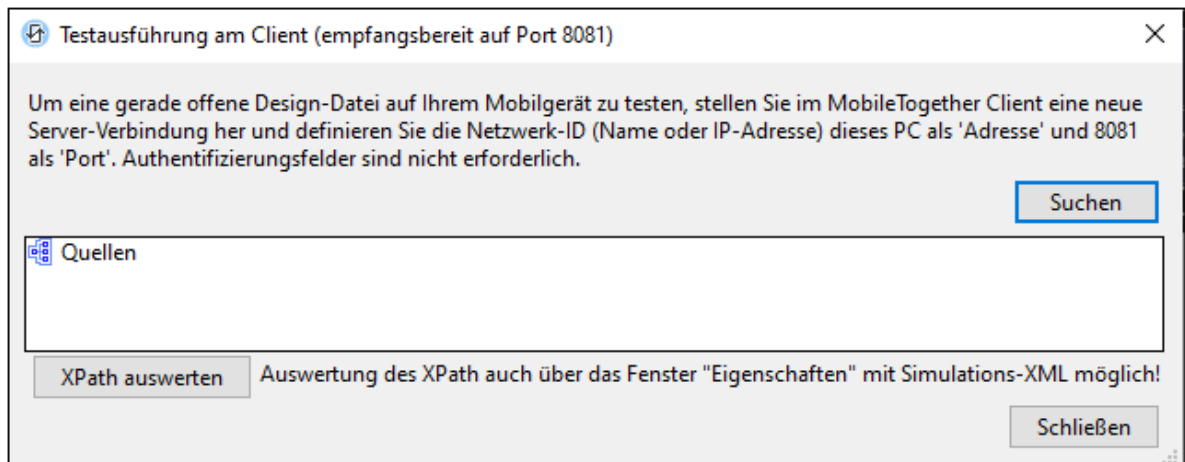 Testausführung am Client (empfangsbereit auf Port 8081)
Um eine gerade offene Design-Datei auf Ihrem Mobilgerät zu testen, stellen Sie im MobileTogether Client eine neue
Server-Verbindung her und definieren Sie die Netzwerk-ID (Name oder IP-Adresse) dieses PC als 'Adresse' und 8081
als 'Port'. Authentifizierungsfelder sind nicht erforderlich.
Suchen
Quellen
XPath auswerten Auswertung des XPath auch über das Fenster "Eigenschaften" mit Simulations-XML möglich!
Schließen